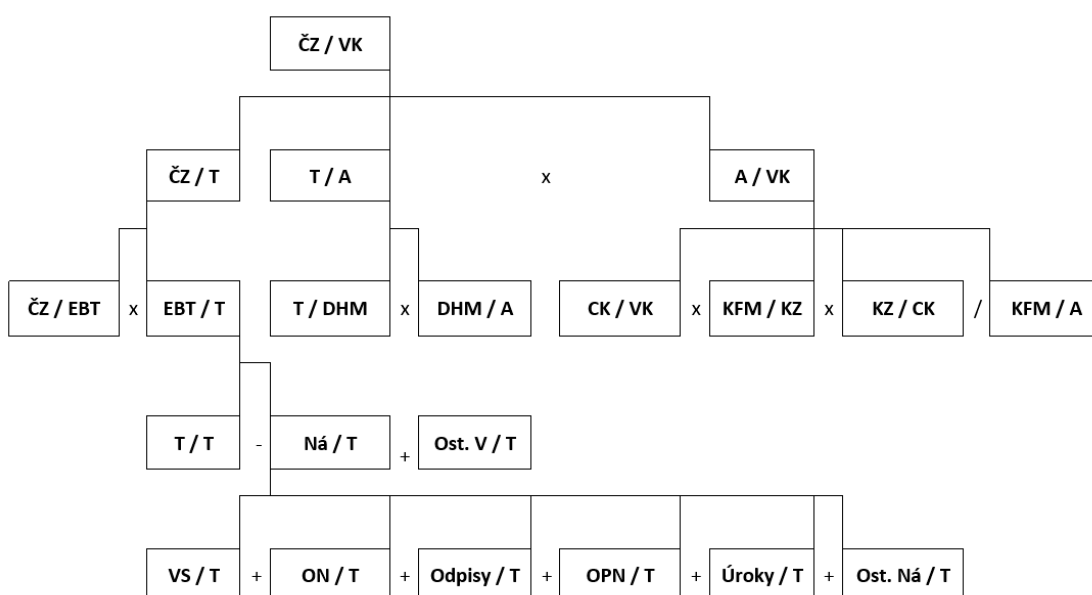 ČZ / VK
ČZ / T T / A x A / VK
ČZ / EBT x EBT / T T / DHM x DHM / A CK / VK x KFM / KZ x KZ / CK / KFM / A
T / T - Ná / T + Ost. V / T
VS / T + ON / T + Odpisy / T + OPN / T + Úroky / T + Ost. Ná / T